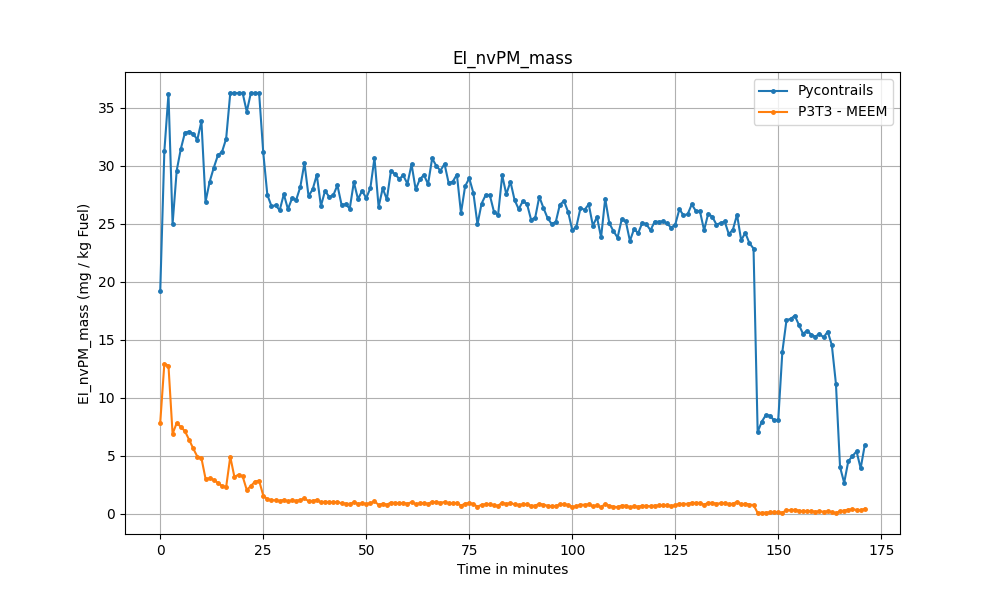 EI_nvPM_mass
Pycontrails
P3T3 - MEEM
EI_nvPM_mass (mg / kg Fuel)
35
30
25
20
15
10
5
0
0 25 50 75 100 125 150 175
Time in minutes